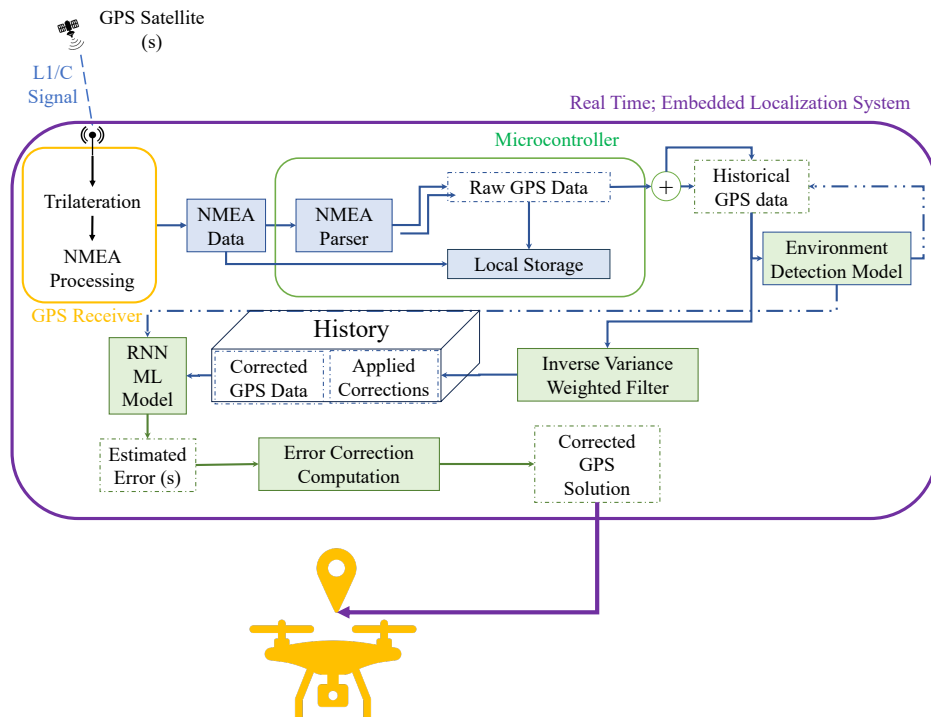 GPS Satellite
(s)
L1/C
Signal
Real Time; Embedded Localization System
Microcontroller
Trilateration
NMEA
Processing
GPS Receiver
NMEA
Data
NMEA
Parser
Raw GPS Data
Local Storage
+
Historical
GPS data
Environment
Detection Model
History
RNN
ML
Model
Corrected
GPS Data
Applied
Corrections
Inverse Variance
Weighted Filter
Estimated
Error (s)
Error Correction
Computation
Corrected
GPS
Solution